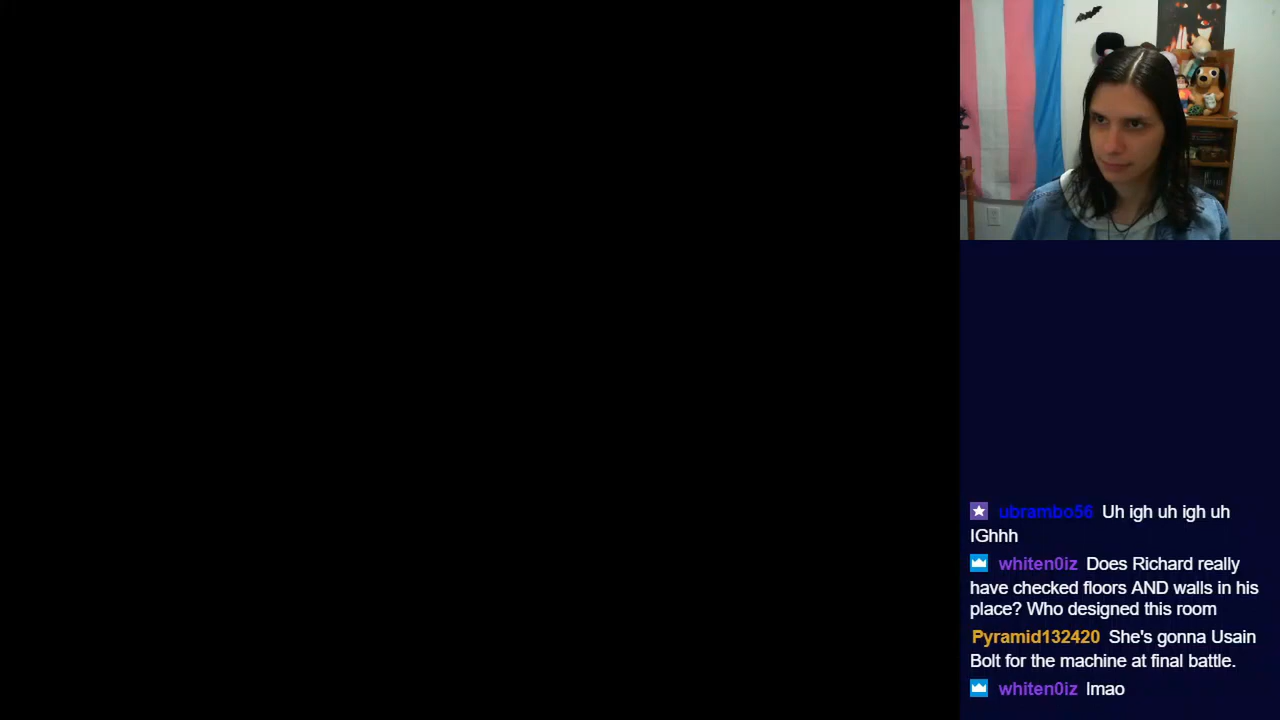 ubrambo56 Uh igh uh igh uh
IGhhh
whiten0iz Does Richard really
have checked floors AND walls in his
place? Who designed this room
Pyramid132420 She's gonna Usain
Bolt for the machine at final battle.
whiten0iz lmao